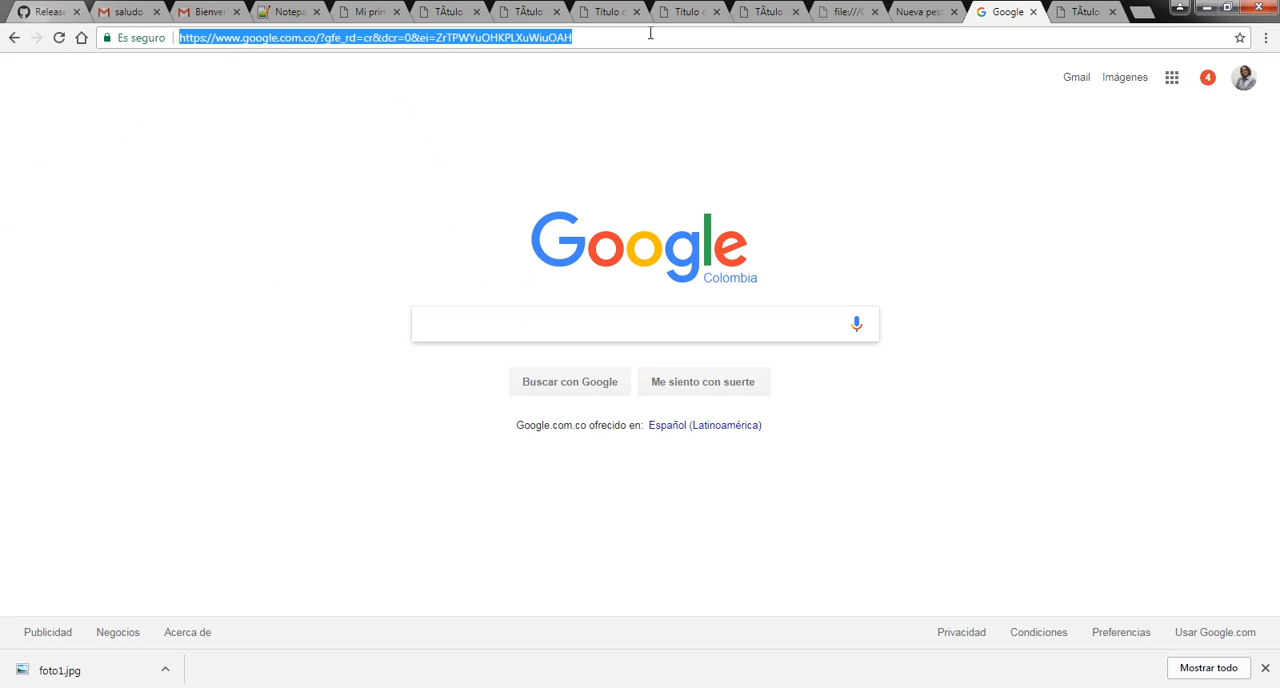 Release saludo Bienve Notepa Mi prin TÃtulo TÃtulo Título c Título c TÃtulo file:///C Nueva pest Google TÃtulo
Es seguro https://www.google.com.co/?gfe_rd=cr&dcr=0&ei=ZrTPWYuOHKPLXuWiuOAH
Gmail Imágenes 4
Google
Colombia
Buscar con Google Me siento con suerte
Google.com.co ofrecido en: Español (Latinoamérica)
Publicidad Negocios Acerca de Privacidad Condiciones Preferencias Usar Google.com
foto1.jpg Mostrar todo